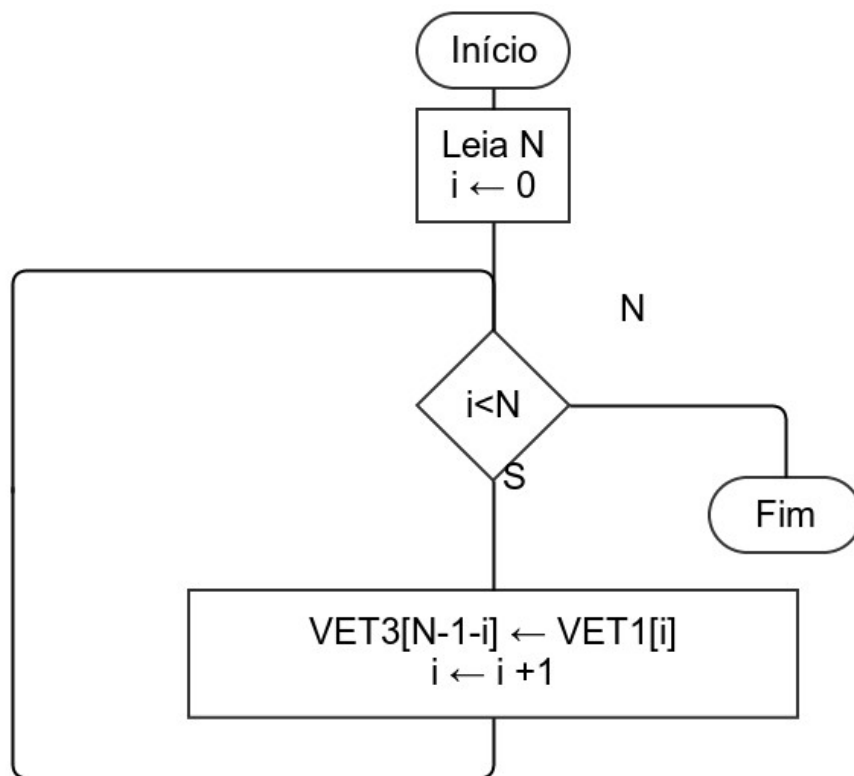 Início
Leia N
i ← 0
N
i<N
S
Fim
VET3[N-1-i] ← VET1[i]
i ← i +1